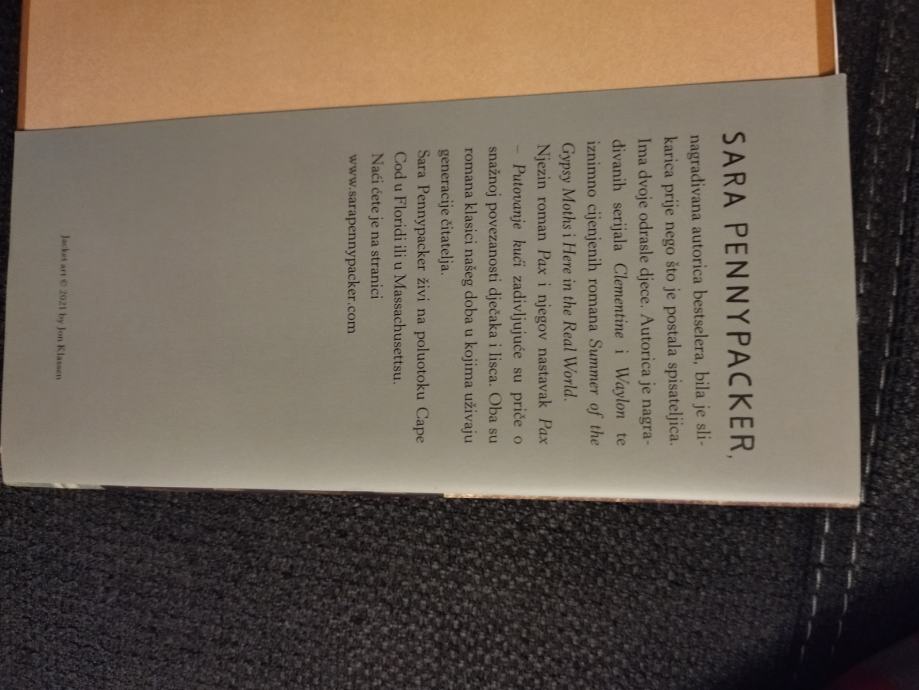 SARA PENNYPACKER,
nagrađivana autorica bestselera, bila je sli-
karica prije nego što je postala spisateljica.
Ima dvoje odrasle djece. Autorica je nagra-
đivanih serijala Clementine i Waylon te
iznimno cijenjenih romana Summer of the
Gypsy Moths i Here in the Real World.
Njezin roman Pax i njegov nastavak Pax
– Putovanje kući zadivljujuće su priče o
snažnoj povezanosti dječaka i lisca. Oba su
romana klasici našeg doba u kojima uživaju
generacije čitatelja.
Sara Pennypacker živi na poluotoku Cape
Cod u Floridi ili u Massachusettsu.
Naći ćete je na stranici
www.sarapennypacker.com
Jacket art © 2021 by Jon Klassen